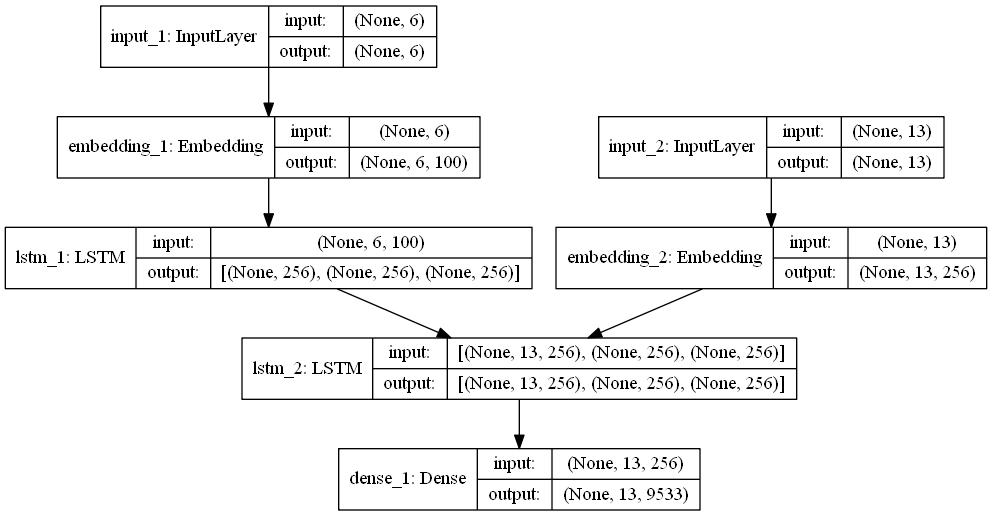 input_1: InputLayer
input: (None, 6)
output: (None, 6)
embedding_1: Embedding
input: (None, 6)
output: (None, 6, 100)
input_2: InputLayer
input: (None, 13)
output: (None, 13)
lstm_1: LSTM
input: (None, 6, 100)
output: [(None, 256), (None, 256), (None, 256)]
embedding_2: Embedding
input: (None, 13)
output: (None, 13, 256)
lstm_2: LSTM
input: [(None, 13, 256), (None, 256), (None, 256)]
output: [(None, 13, 256), (None, 256), (None, 256)]
dense_1: Dense
input: (None, 13, 256)
output: (None, 13, 9533)